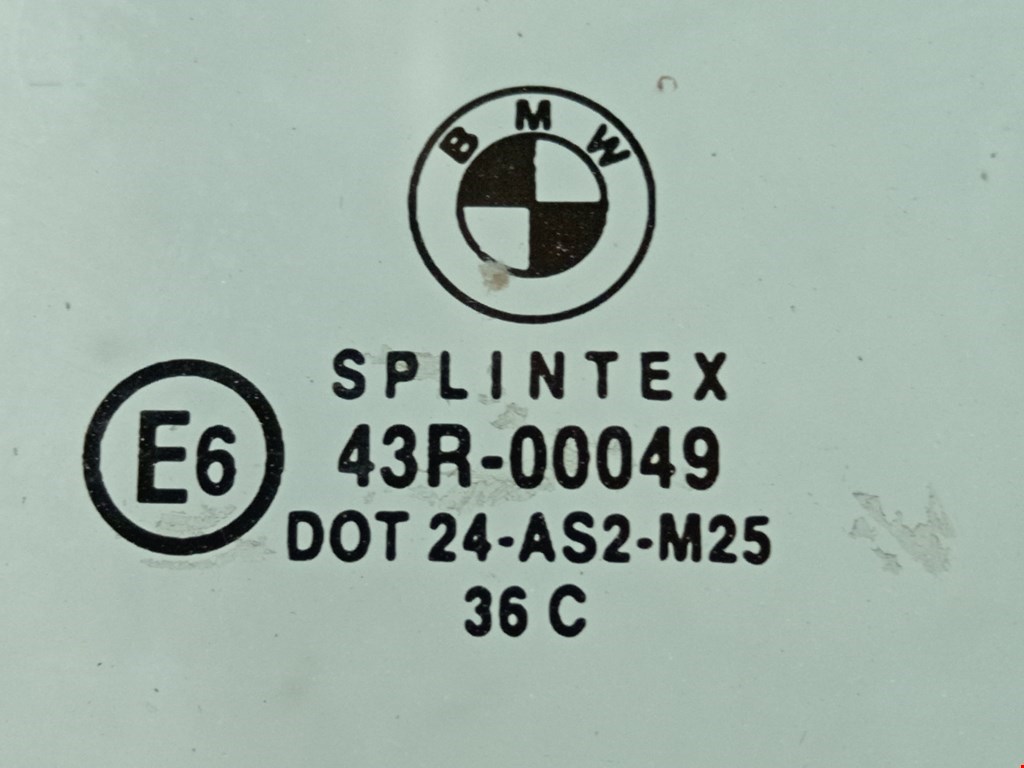 BMW
SPLINTEX
E6
43R-00049
DOT 24-AS2-M25
36 C